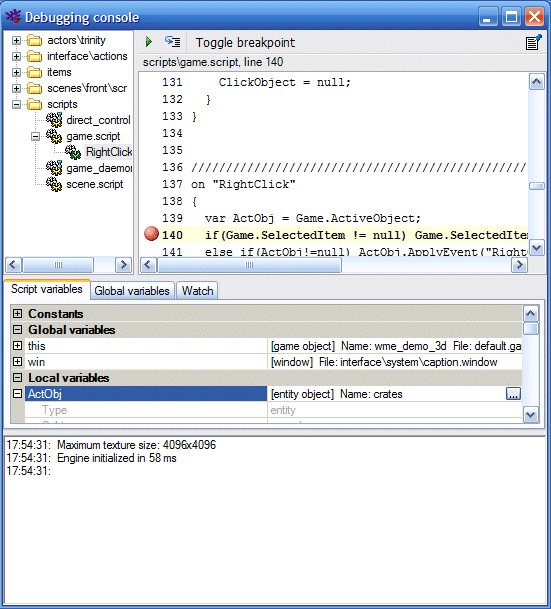 Debugging console
actors\trinity
interface\actions
items
scenes\front\scr
scripts
direct_control
game.script
RightClick
game_daemon
scene.script
Toggle breakpoint
scripts\game.script, line 140
131 ClickObject = null;
132 }
133 }
134
135
136 ////////////////////////////////////////////////
137 on "RightClick"
138 {
139 var ActObj = Game.ActiveObject;
140 if(Game.SelectedItem != null) Game.SelectedItem
141 else if(ActObj!=null) ActObj.ApplyEvent("Right
Script variables Global variables Watch
Constants
Global variables
this [game object] Name: wme_demo_3d File: default.ga
win [window] File: interface\system\caption.window
Local variables
ActObj [entity object] Name: crates ...
Type entity
17:54:31: Maximum texture size: 4096x4096
17:54:31: Engine initialized in 58 ms
17:54:31: